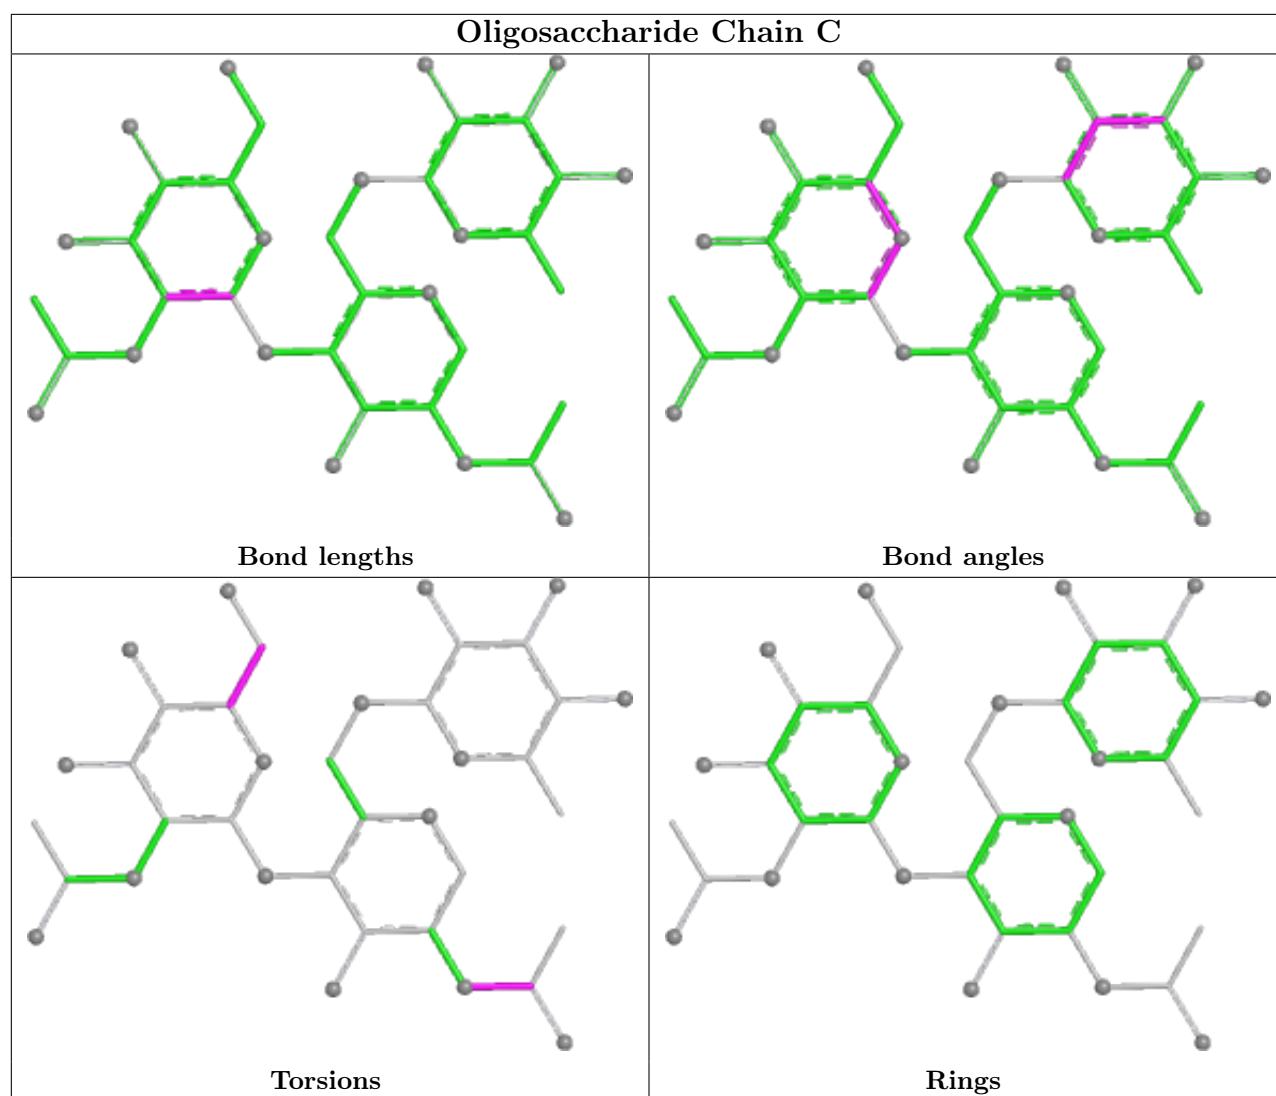 Oligosaccharide Chain C
Bond lengths
Bond angles
Torsions
Rings